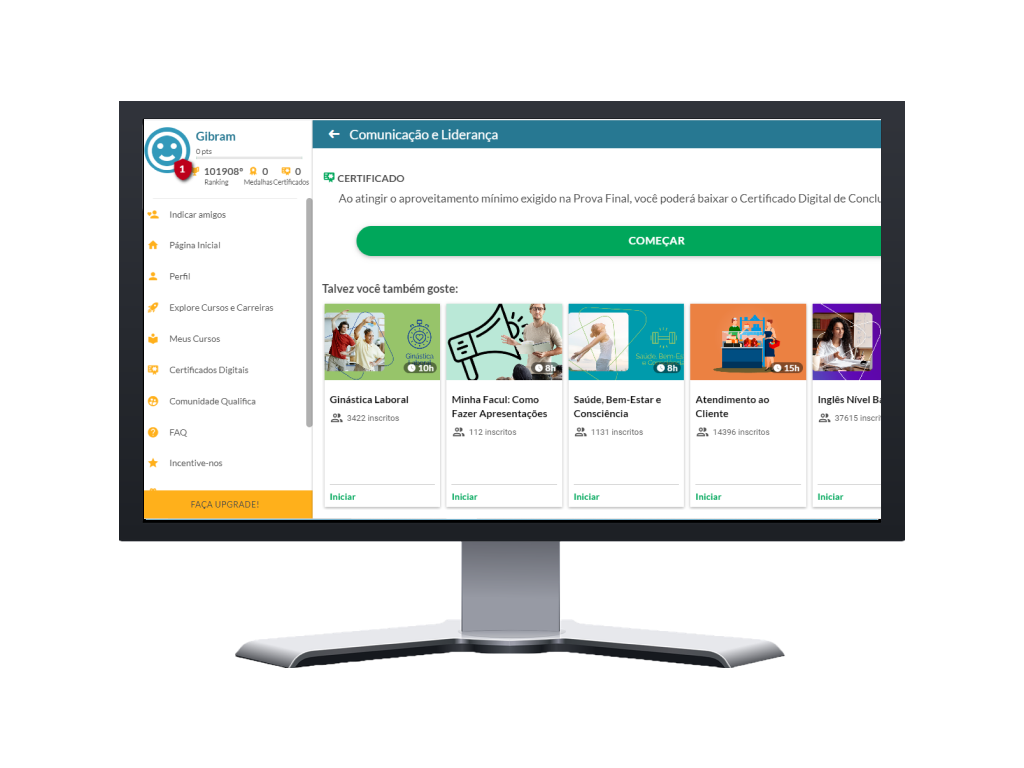 Gibram
0 pts
1
101908º
0
0
Ranking
Medalhas
Certificados
Indicar amigos
Página Inicial
Perfil
Explore Cursos e Carreiras
Meus Cursos
Certificados Digitais
Comunidade Qualifica
FAQ
Incentive-nos
FAÇA UPGRADE!
Comunicação e Liderança
CERTIFICADO
Ao atingir o aproveitamento mínimo exigido na Prova Final, você poderá baixar o Certificado Digital de Conclu
COMEÇAR
Talvez você também goste:
Ginástica
Laboral
10h
Ginástica Laboral
3422 inscritos
Iniciar
8h
Minha Facul: Como
Fazer Apresentações
112 inscritos
Iniciar
Saúde, Bem-Es
8h
Saúde, Bem-Estar e
Consciência
1131 inscritos
Iniciar
15h
Atendimento ao
Cliente
14396 inscritos
Iniciar
Inglês Nível Ba
37615 inscri
Iniciar